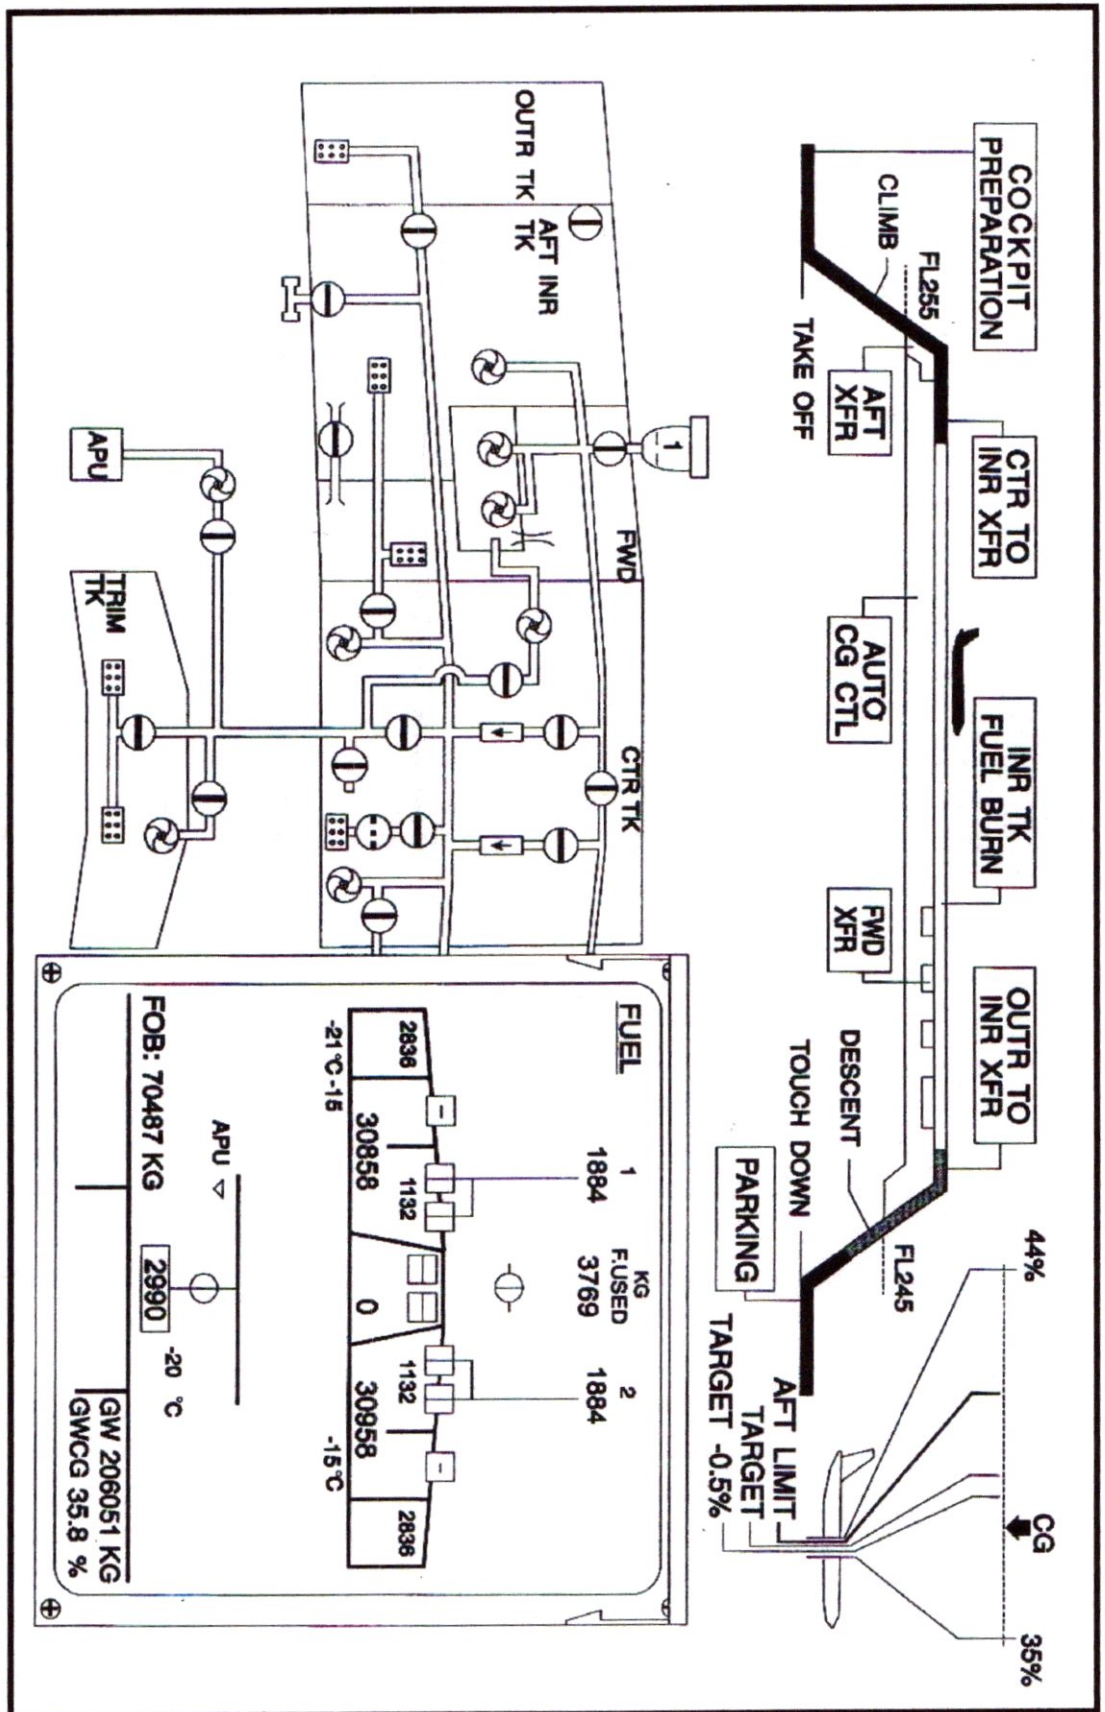 COCKPIT
PREPARATION
CTR TO
INR XFR
INR TK
FUEL BURN
OUTR TO
INR XFR
44%
CG
35%
FL255
CLIMB
TAKE OFF
AFT
XFR
AUTO
CG CTL
FWD
XFR
DESCENT
TOUCH DOWN
FL245
PARKING
AFT LIMIT
TARGET
TARGET -0.5%
OUTR TK
AFT INR
TK
1
FWD
CTR TK
APU
TRIM
TK
FUEL
1
1884
KG
F.USED
3769
2
1884
2836
30858
1132
0
1132
30958
2836
-21°C-15
-15°C
APU
FOB: 70487 KG
2990
-20 °C
GW 206051 KG
GWCG 35.8 %